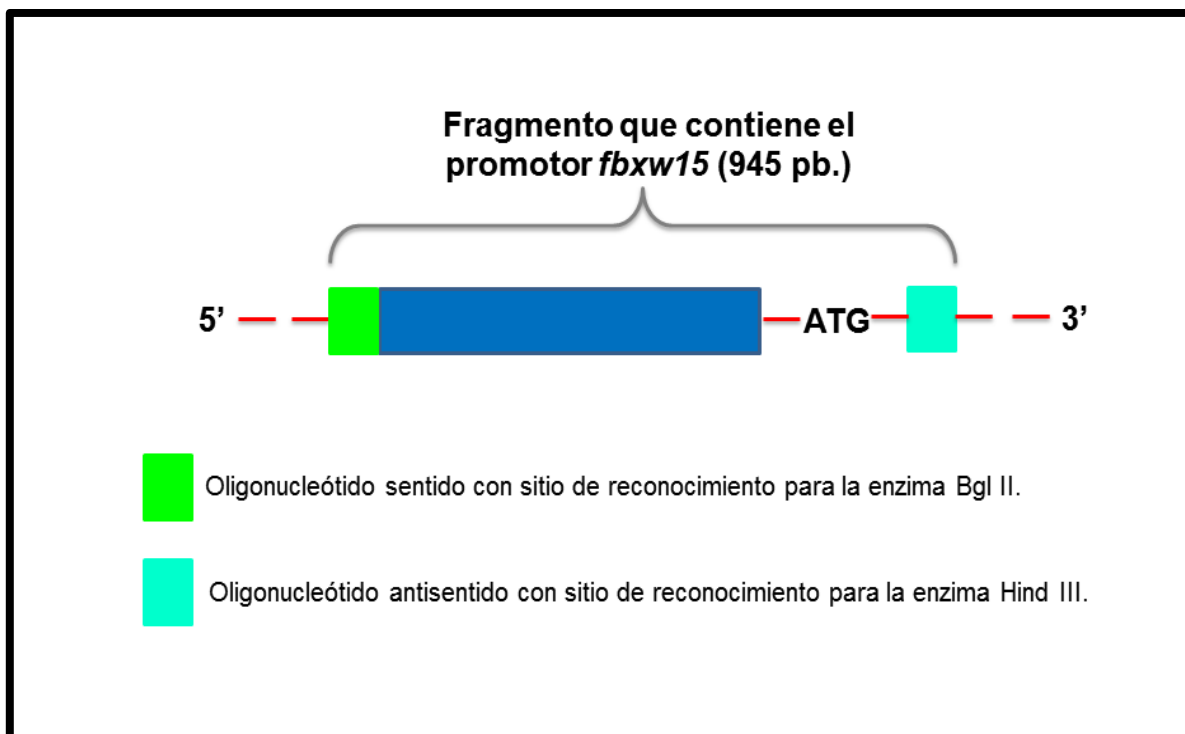 Fragmento que contiene el
promotor fbxw15 (945 pb.)
5’ ATG 3’
Oligonucleótido sentido con sitio de reconocimiento para la enzima Bgl II.
Oligonucleótido antisentido con sitio de reconocimiento para la enzima Hind III.